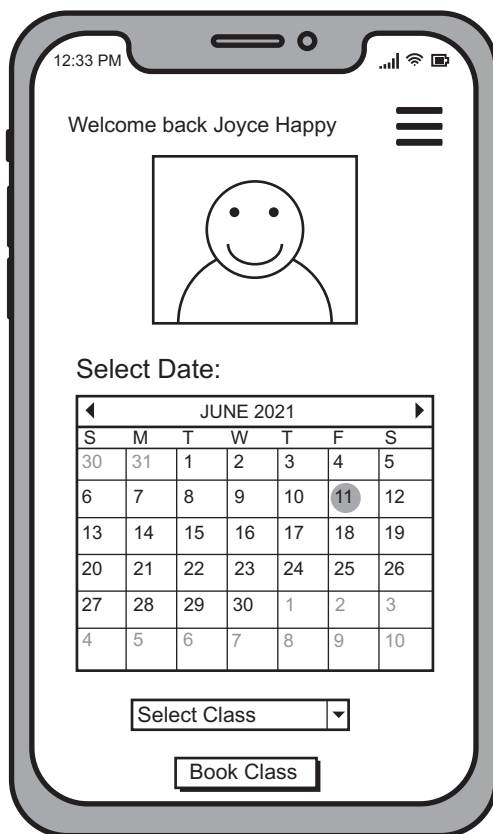 12:33 PM
Welcome back Joyce Happy
Select Date:
JUNE 2021
S M T W T F S
30 31 1 2 3 4 5
6 7 8 9 10 11 12
13 14 15 16 17 18 19
20 21 22 23 24 25 26
27 28 29 30 1 2 3
4 5 6 7 8 9 10
Select Class
Book Class